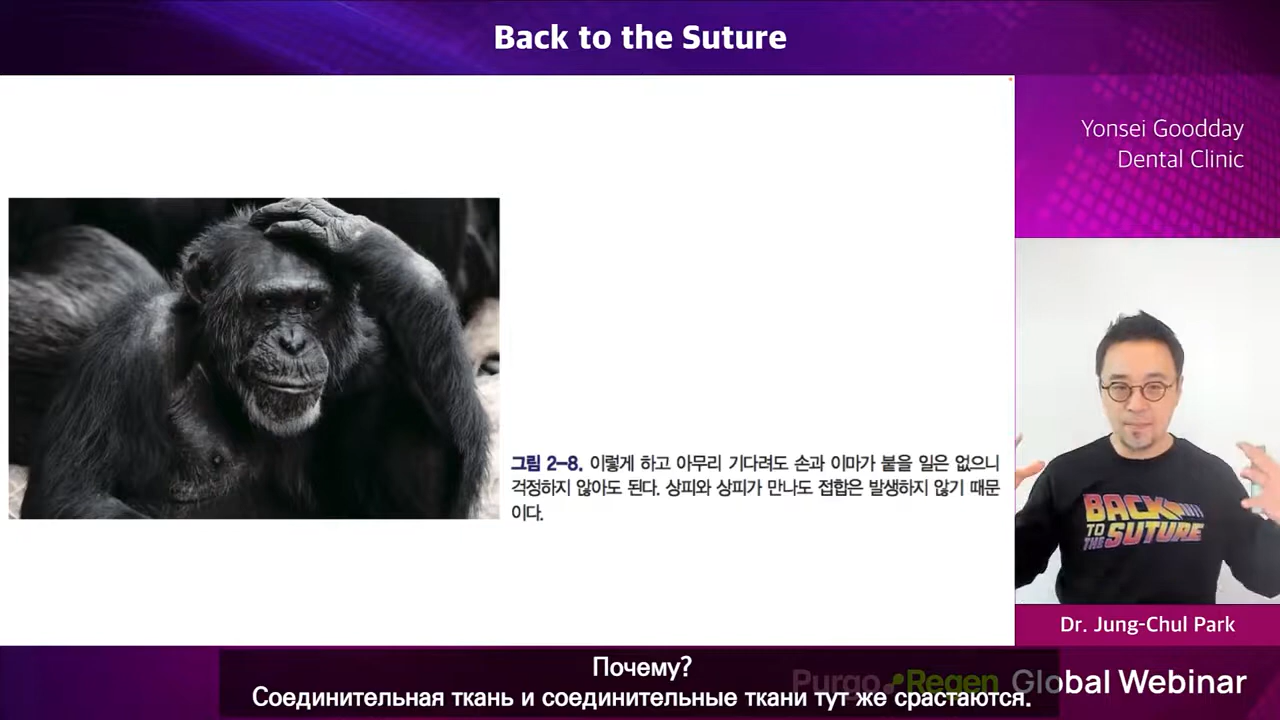 Back to the Suture
Yonsei Goodday
Dental Clinic
그림 2-8. 이렇게 하고 아무리 기다려도 손과 이마가 붙을 일은 없으니
걱정하지 않아도 된다. 상피와 상피가 만나도 접합은 발생하지 않기 때문
이다.
BACK
TO
THE SUTURE
Dr. Jung-Chul Park
Почему?
Соединительная ткань и соединительные ткани тут же срастаются.
Purgo Regen Global Webinar